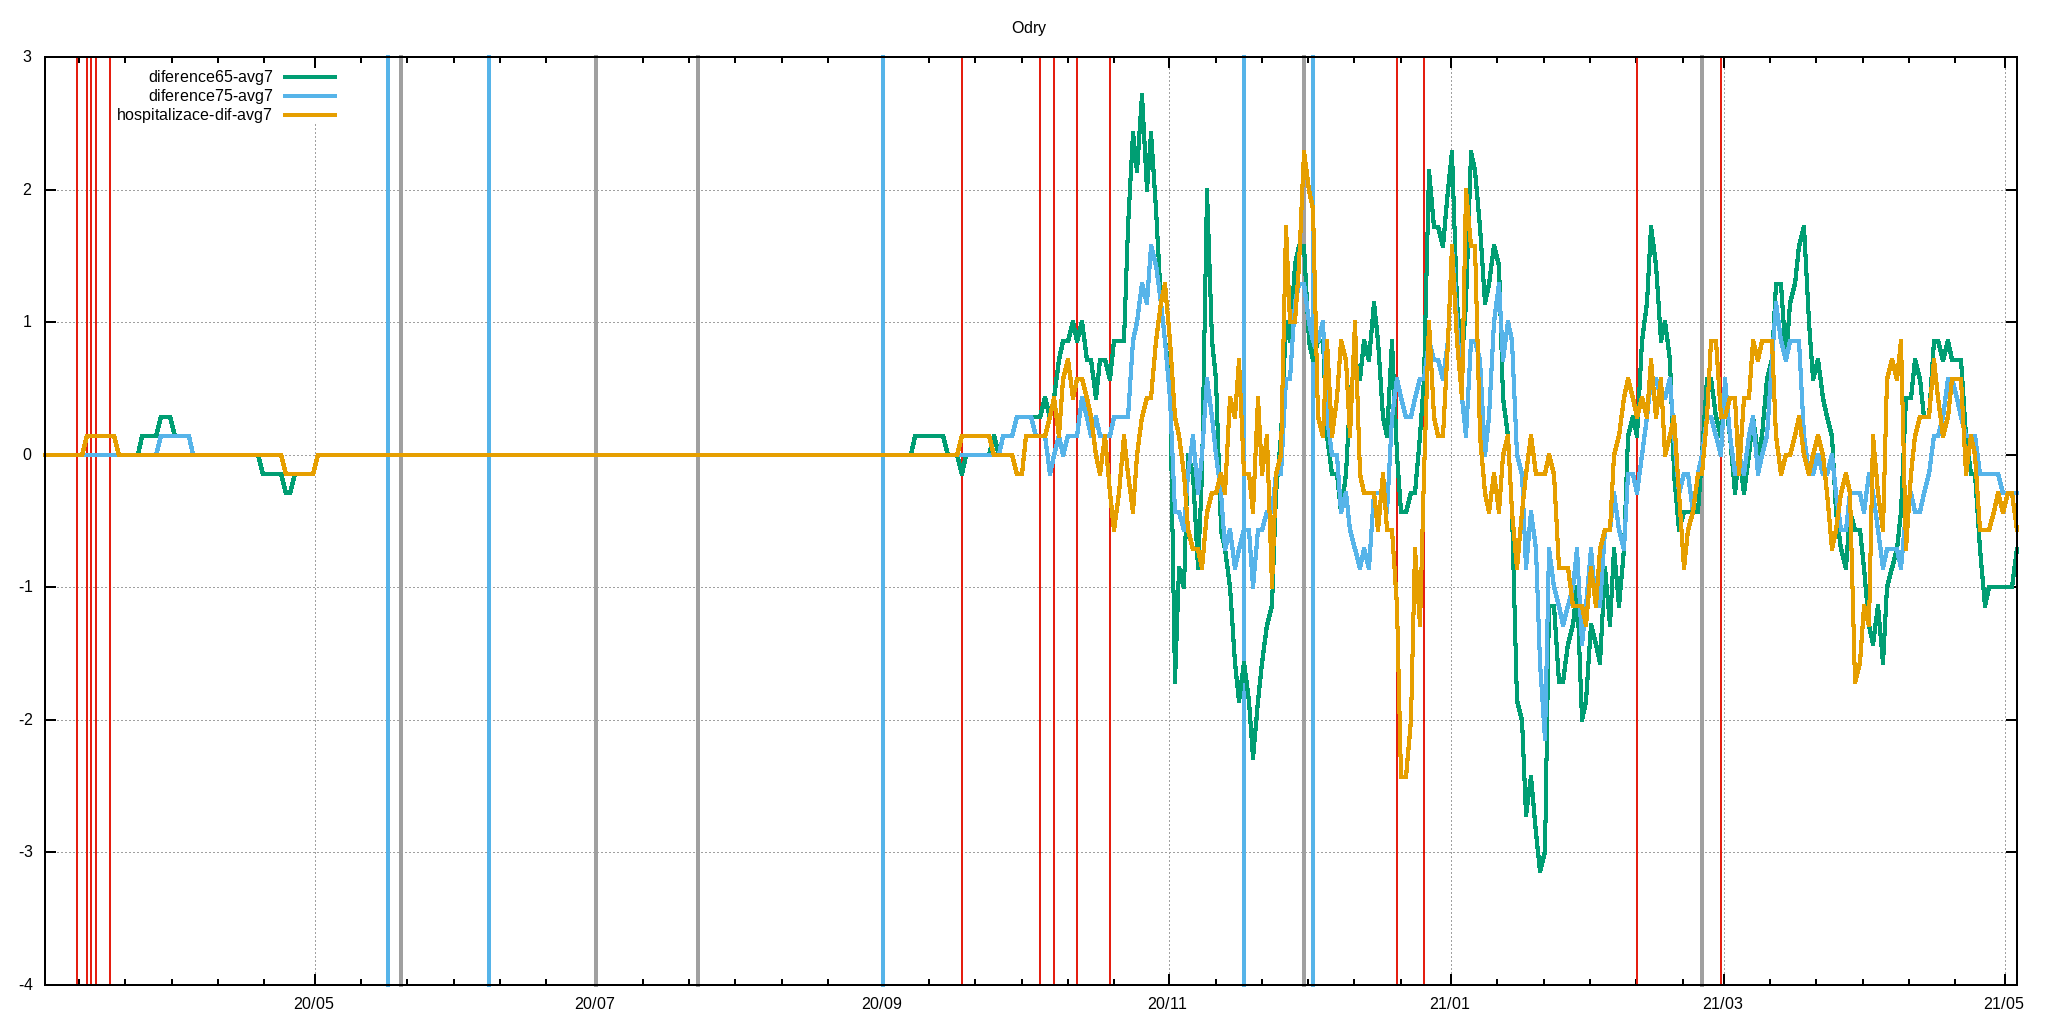 Odry
3
diference65-avg7
diference75-avg7
hospitalizace-dif-avg7
2
1
0
-1
-2
-3
-4
20/05 20/07 20/09 20/11 21/01 21/03 21/05